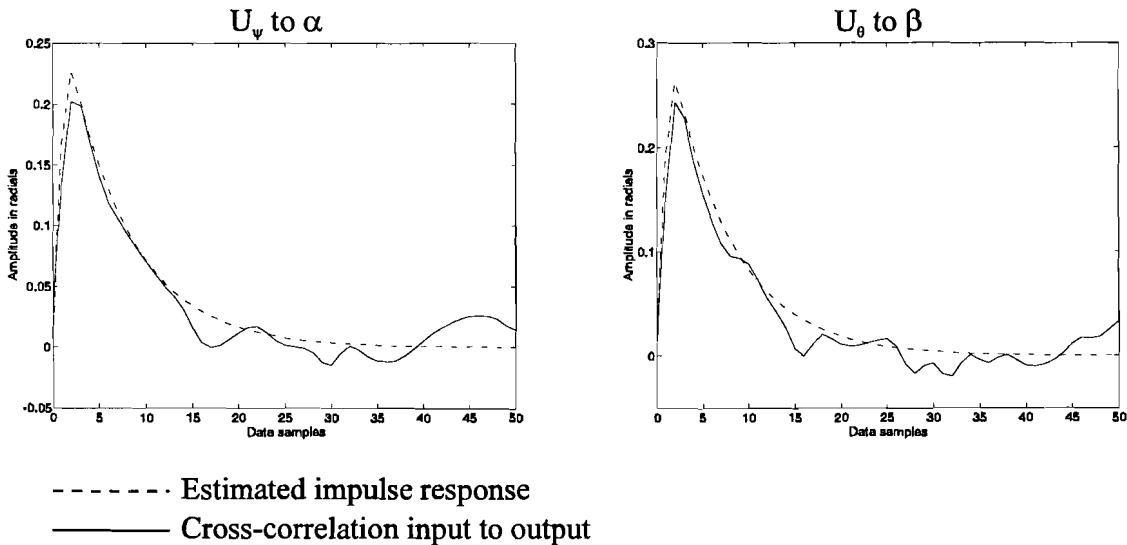 U_ψ to α
0.25
0.2
0.15
0.1
0.05
0
-0.05
Amplitude in radials
0 5 10 15 20 25 30 35 40 45 50
Data samples
U_θ to β
0.3
0.2
0.1
0
Amplitude in radials
0 5 10 15 20 25 30 35 40 45 50
Data samples
Estimated impulse response
Cross-correlation input to output